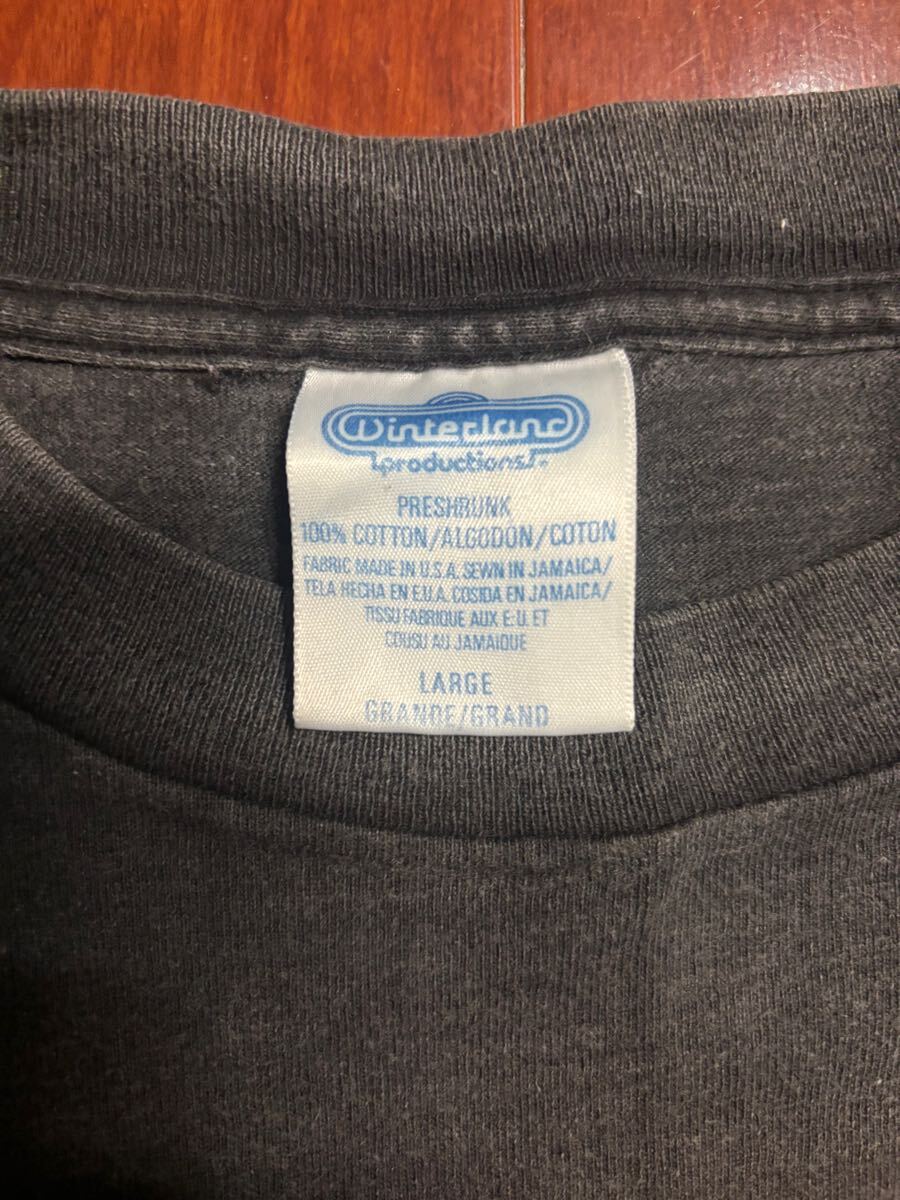 Winterland
productions
PRESHRUNK
100% COTTON/ALGODON/COTON
FABRIC MADE IN U.S.A. SEWN IN JAMAICA/
TELA HECHA EN E.U.A. COSIDA EN JAMAICA/
TISSU FABRIQUE AUX E.U. ET
COUSU AU JAMAIQUE
LARGE
GRANDE/GRAND